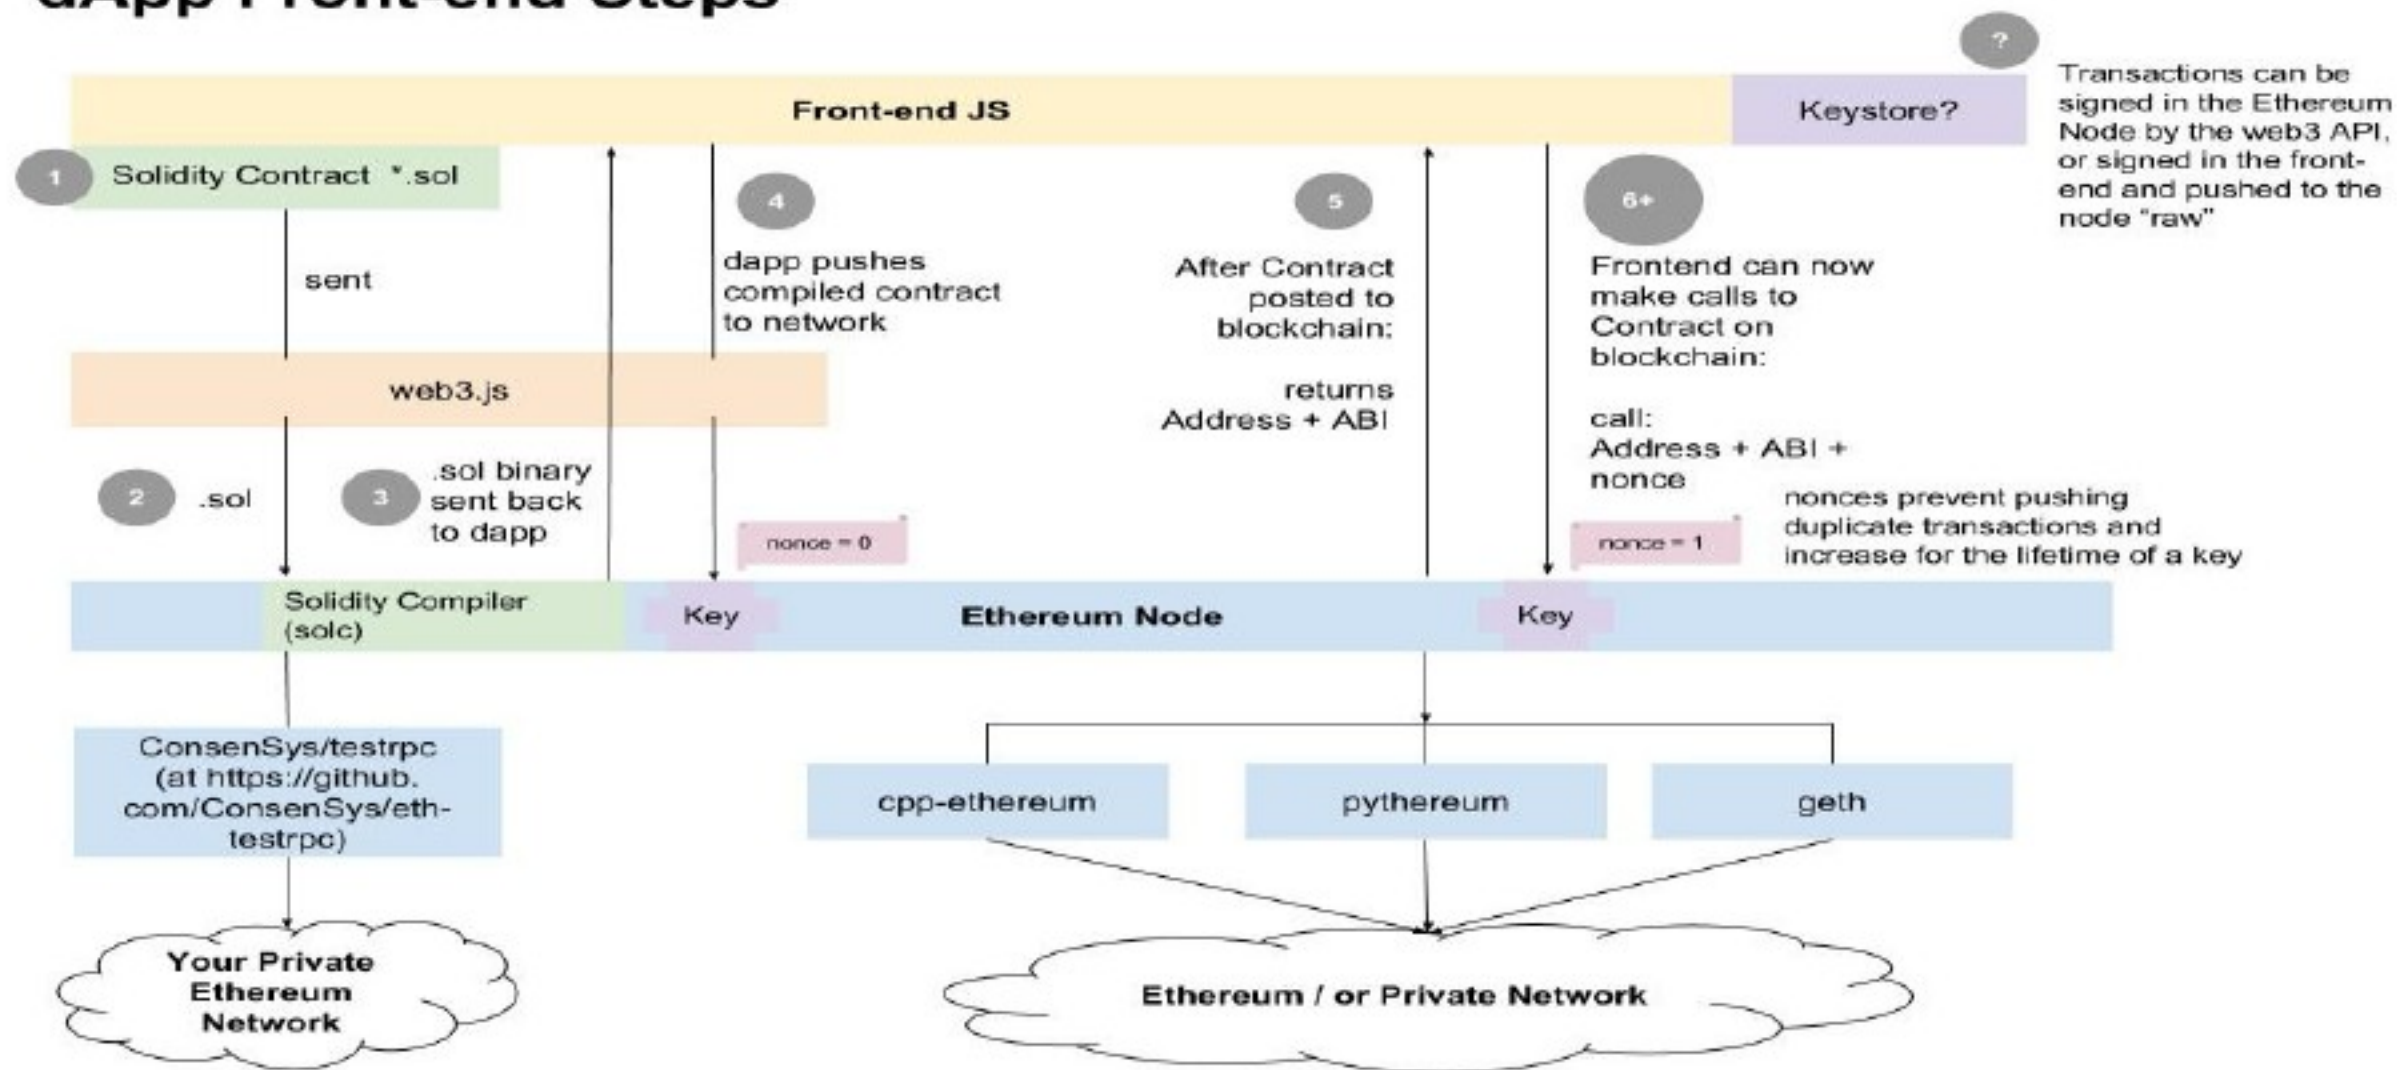 dApp Front-end Steps
?
Front-end JS
Keystore?
Transactions can be
signed in the Ethereum
Node by the web3 API,
or signed in the front-
end and pushed to the
node "raw"
1
Solidity Contract *.sol
sent
4
dapp pushes
compiled contract
to network
5
After Contract
posted to
blockchain:
returns
Address + ABI
6+
Frontend can now
make calls to
Contract on
blockchain:
call:
Address + ABI +
nonce
web3.js
2
.sol
3
.sol binary
sent back
to dapp
nonce = 0
nonce = 1
nonces prevent pushing
duplicate transactions and
increase for the lifetime of a key
Solidity Compiler
(solc)
Key
Ethereum Node
Key
ConsenSys/testrpc
(at https://github.
com/ConsenSys/eth-
testrpc)
cpp-ethereum
pythereum
geth
Your Private
Ethereum
Network
Ethereum / or Private Network